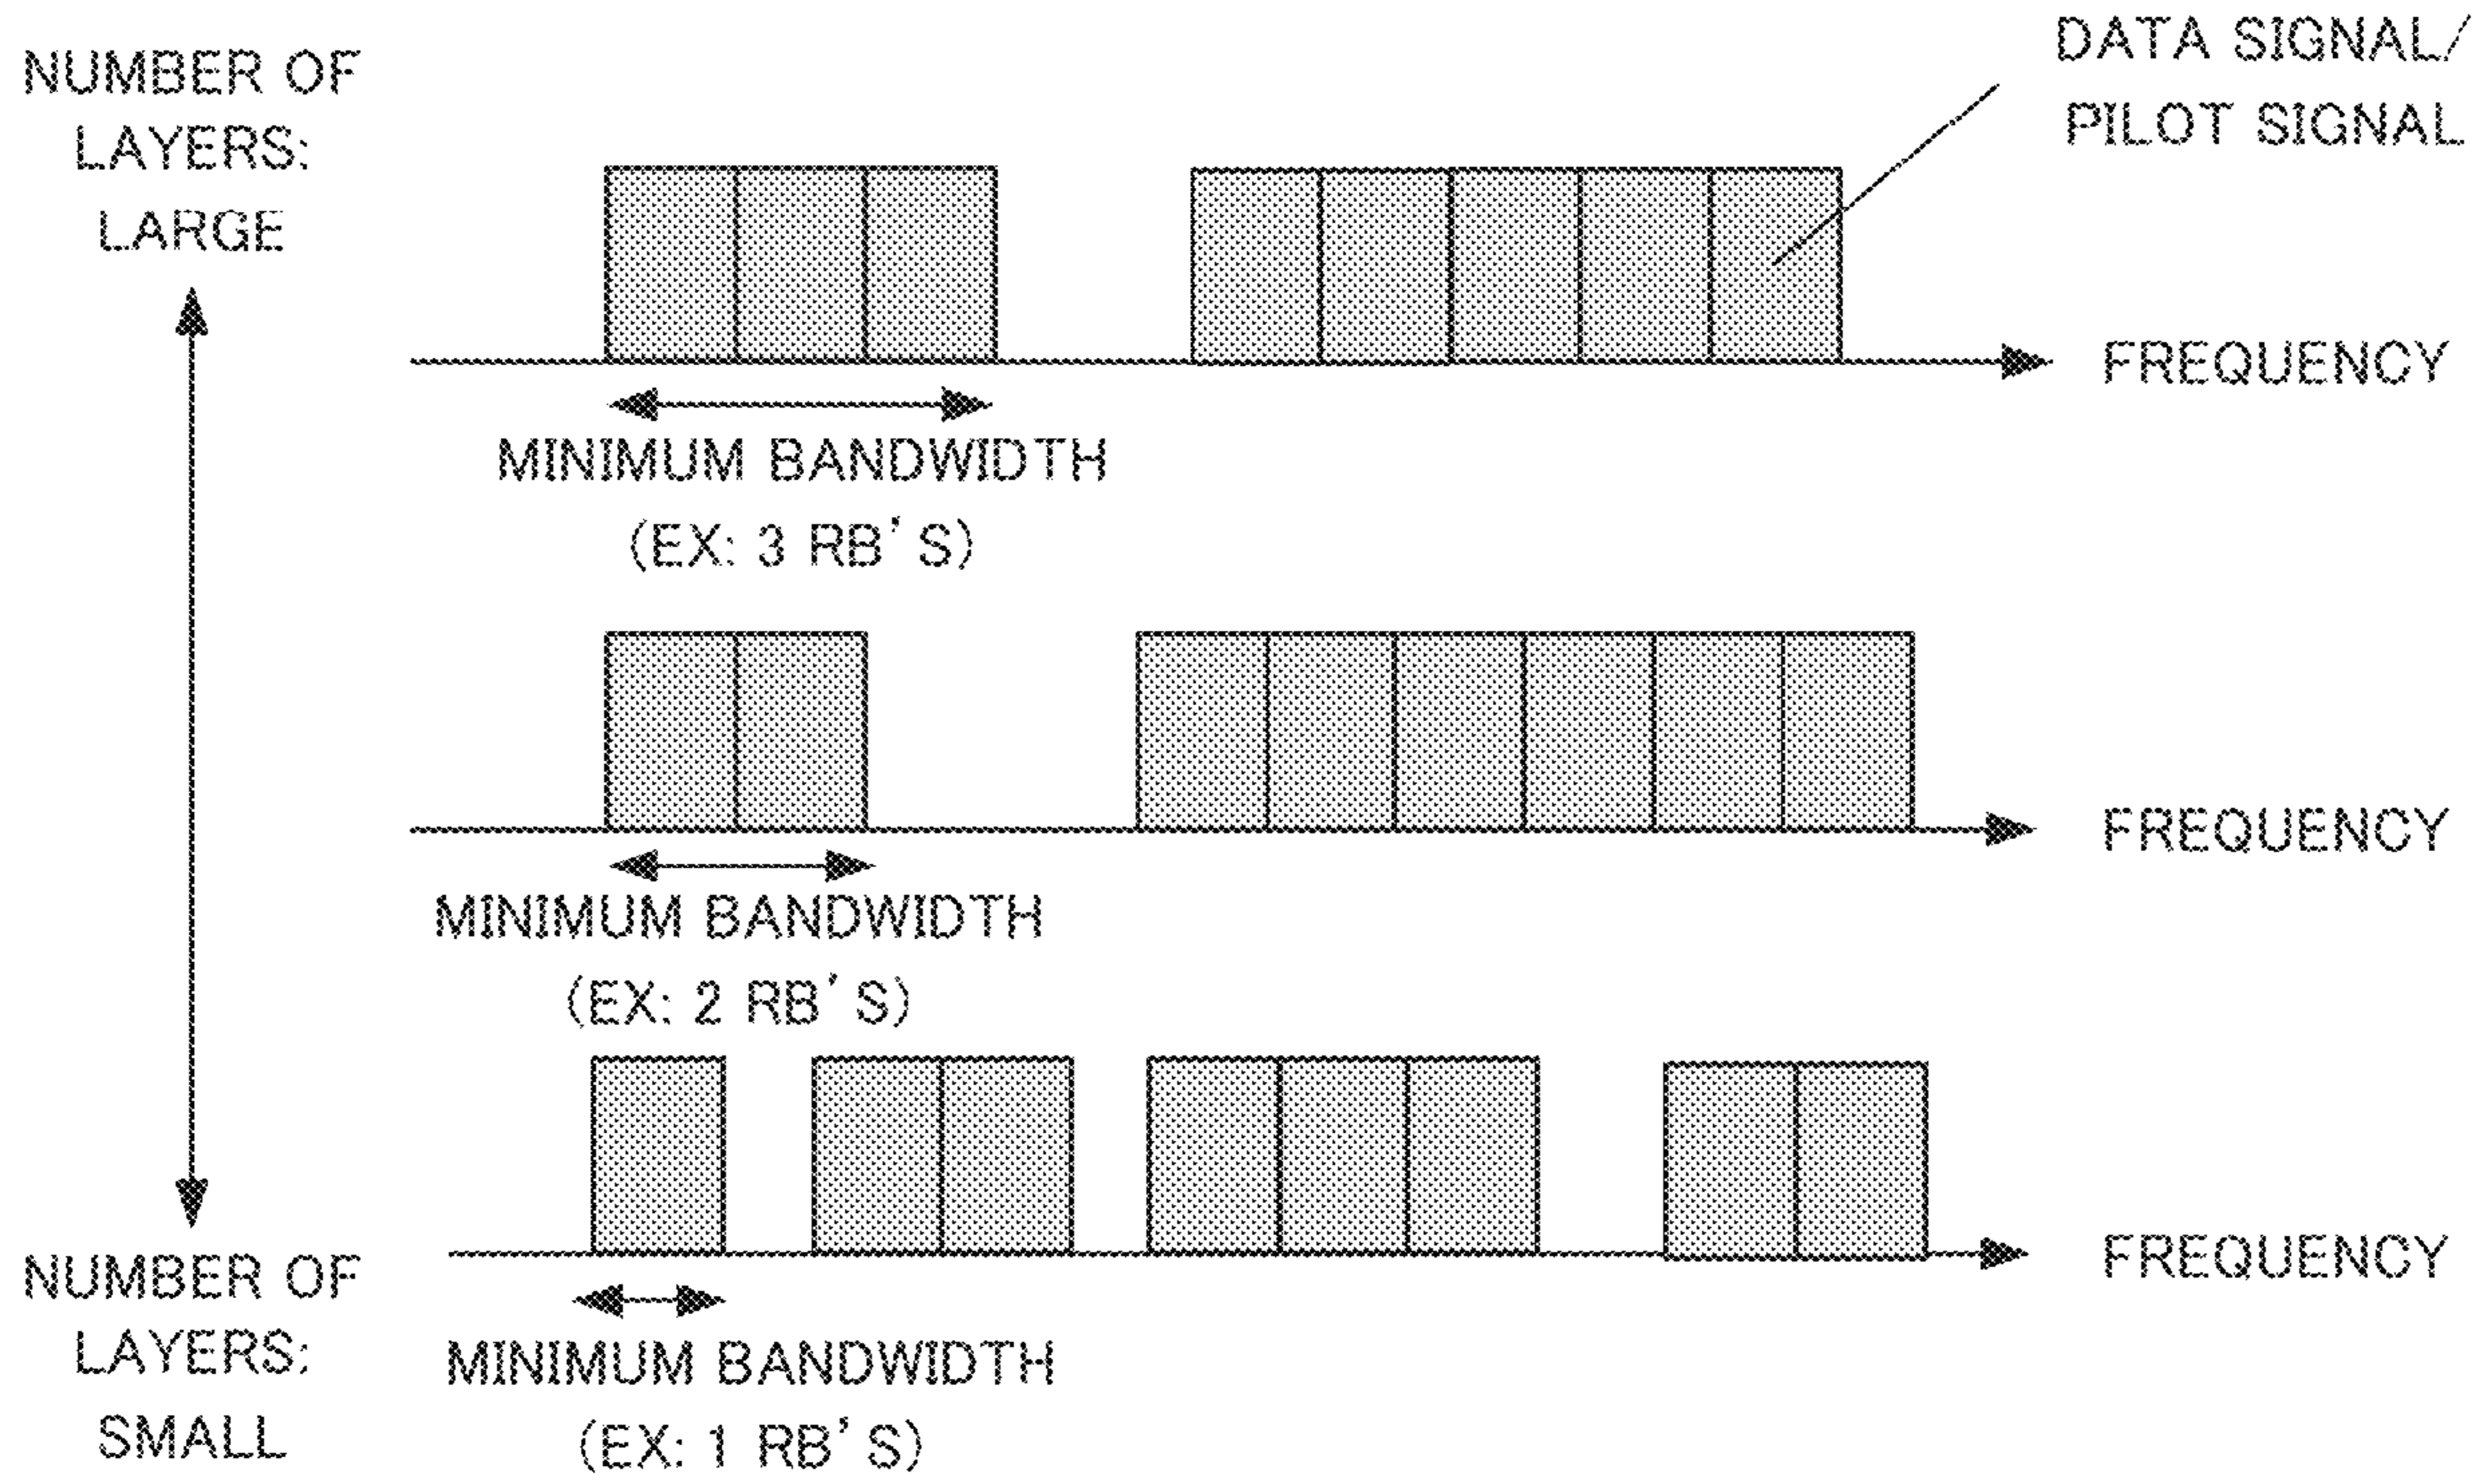 NUMBER OF
LAYERS:
LARGE
DATA SIGNAL/
PILOT SIGNAL
FREQUENCY
MINIMUM BANDWIDTH
(EX: 3 RB'S)
FREQUENCY
MINIMUM BANDWIDTH
(EX: 2 RB'S)
FREQUENCY
NUMBER OF
LAYERS:
SMALL
MINIMUM BANDWIDTH
(EX: 1 RB'S)